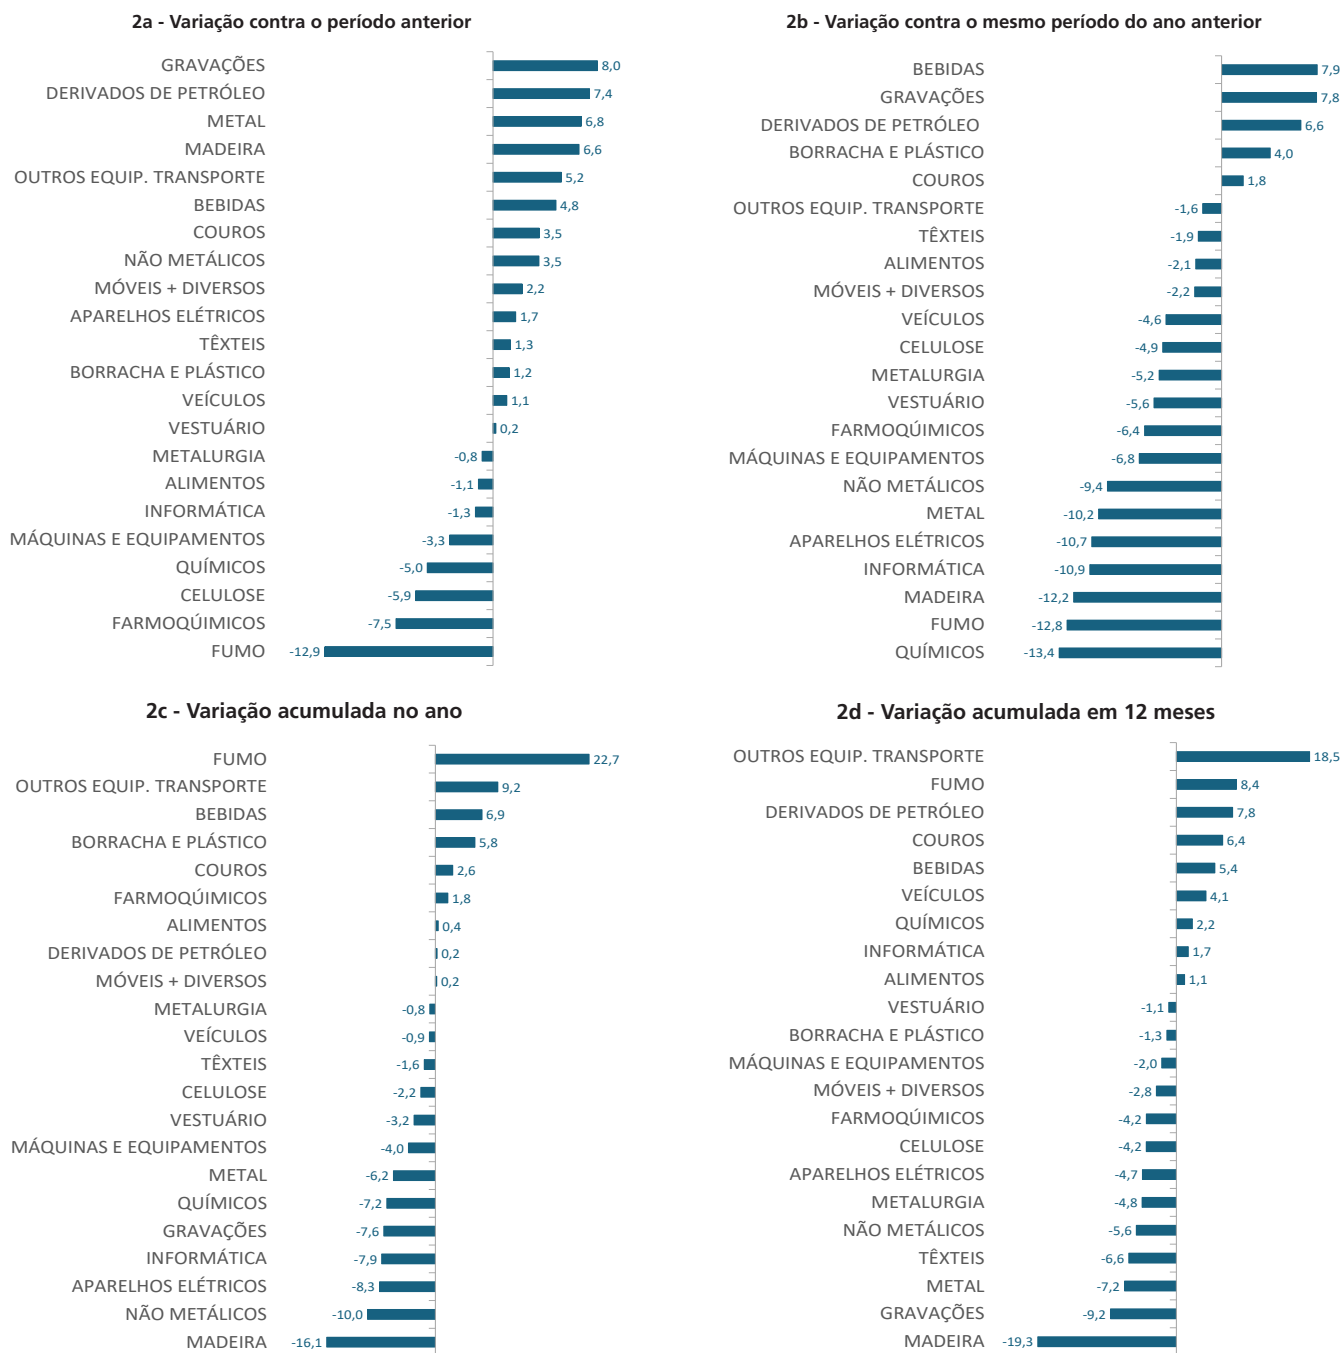 2a - Variação contra o período anterior
GRAVAÇÕES 8,0
DERIVADOS DE PETRÓLEO 7,4
METAL 6,8
MADEIRA 6,6
OUTROS EQUIP. TRANSPORTE 5,2
BEBIDAS 4,8
COUROS 3,5
NÃO METÁLICOS 3,5
MÓVEIS + DIVERSOS 2,2
APARELHOS ELÉTRICOS 1,7
TÊXTEIS 1,3
BORRACHA E PLÁSTICO 1,2
VEÍCULOS 1,1
VESTUÁRIO 0,2
METALURGIA -0,8
ALIMENTOS -1,1
INFORMÁTICA -1,3
MÁQUINAS E EQUIPAMENTOS -3,3
QUÍMICOS -5,0
CELULOSE -5,9
FARMOQÚIMICOS -7,5
FUMO -12,9
2b - Variação contra o mesmo período do ano anterior
BEBIDAS 7,9
GRAVAÇÕES 7,8
DERIVADOS DE PETRÓLEO 6,6
BORRACHA E PLÁSTICO 4,0
COUROS 1,8
OUTROS EQUIP. TRANSPORTE -1,6
TÊXTEIS -1,9
ALIMENTOS -2,1
MÓVEIS + DIVERSOS -2,2
VEÍCULOS -4,6
CELULOSE -4,9
METALURGIA -5,2
VESTUÁRIO -5,6
FARMOQÚIMICOS -6,4
MÁQUINAS E EQUIPAMENTOS -6,8
NÃO METÁLICOS -9,4
METAL -10,2
APARELHOS ELÉTRICOS -10,7
INFORMÁTICA -10,9
MADEIRA -12,2
FUMO -12,8
QUÍMICOS -13,4
2c - Variação acumulada no ano
FUMO 22,7
OUTROS EQUIP. TRANSPORTE 9,2
BEBIDAS 6,9
BORRACHA E PLÁSTICO 5,8
COUROS 2,6
FARMOQÚIMICOS 1,8
ALIMENTOS 0,4
DERIVADOS DE PETRÓLEO 0,2
MÓVEIS + DIVERSOS 0,2
METALURGIA -0,8
VEÍCULOS -0,9
TÊXTEIS -1,6
CELULOSE -2,2
VESTUÁRIO -3,2
MÁQUINAS E EQUIPAMENTOS -4,0
METAL -6,2
QUÍMICOS -7,2
GRAVAÇÕES -7,6
INFORMÁTICA -7,9
APARELHOS ELÉTRICOS -8,3
NÃO METÁLICOS -10,0
MADEIRA -16,1
2d - Variação acumulada em 12 meses
OUTROS EQUIP. TRANSPORTE 18,5
FUMO 8,4
DERIVADOS DE PETRÓLEO 7,8
COUROS 6,4
BEBIDAS 5,4
VEÍCULOS 4,1
QUÍMICOS 2,2
INFORMÁTICA 1,7
ALIMENTOS 1,1
VESTUÁRIO -1,1
BORRACHA E PLÁSTICO -1,3
MÁQUINAS E EQUIPAMENTOS -2,0
MÓVEIS + DIVERSOS -2,8
FARMOQÚIMICOS -4,2
CELULOSE -4,2
APARELHOS ELÉTRICOS -4,7
METALURGIA -4,8
NÃO METÁLICOS -5,6
TÊXTEIS -6,6
METAL -7,2
GRAVAÇÕES -9,2
MADEIRA -19,3